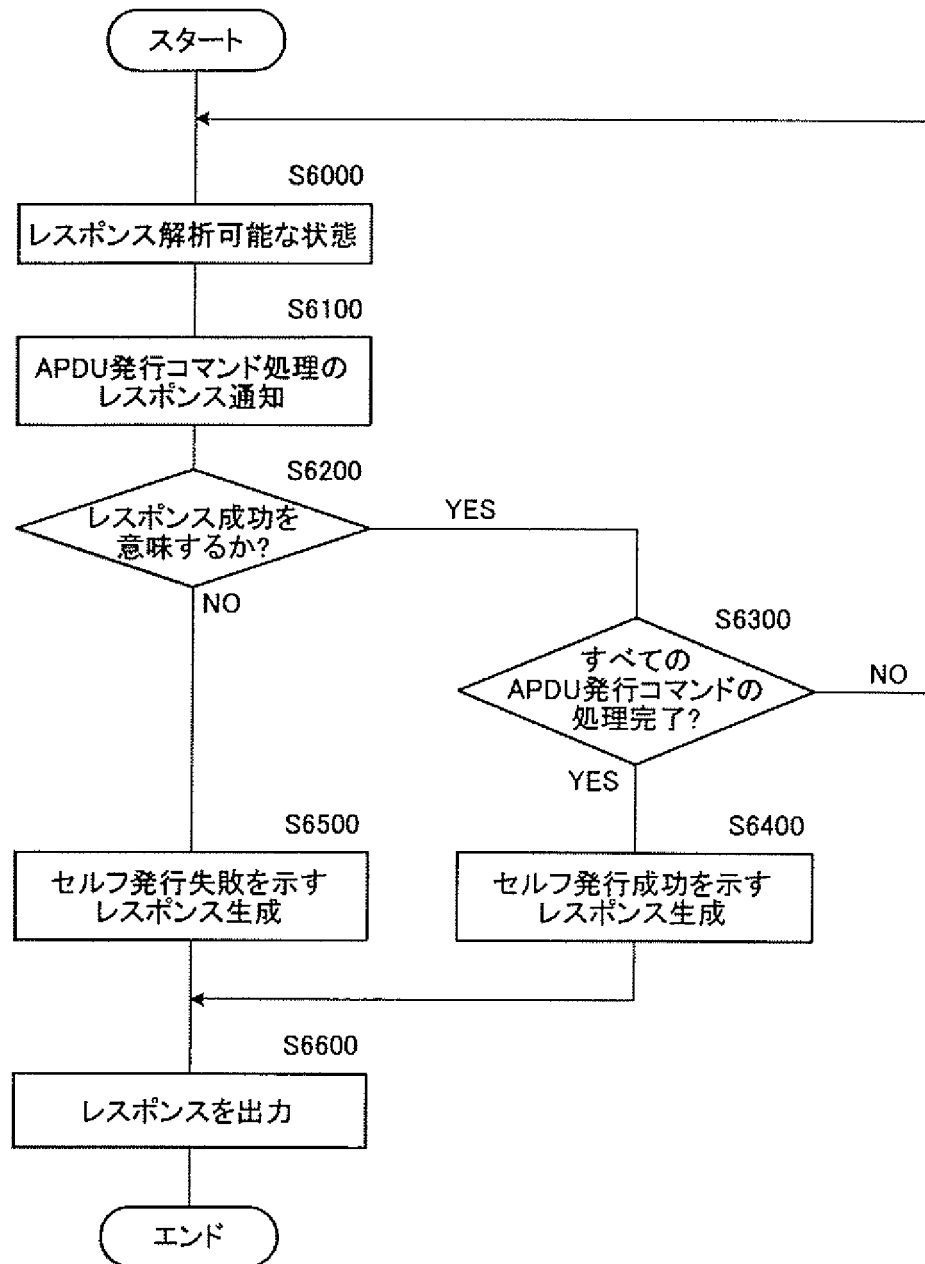 スタート
S6000
レスポンス解析可能な状態
S6100
APDU発行コマンド処理の
レスポンス通知
S6200
レスポンス成功を
意味するか?
YES
NO
S6300
すべての
APDU発行コマンドの
処理完了?
NO
YES
S6500
セルフ発行失敗を示す
レスポンス生成
S6400
セルフ発行成功を示す
レスポンス生成
S6600
レスポンスを出力
エンド